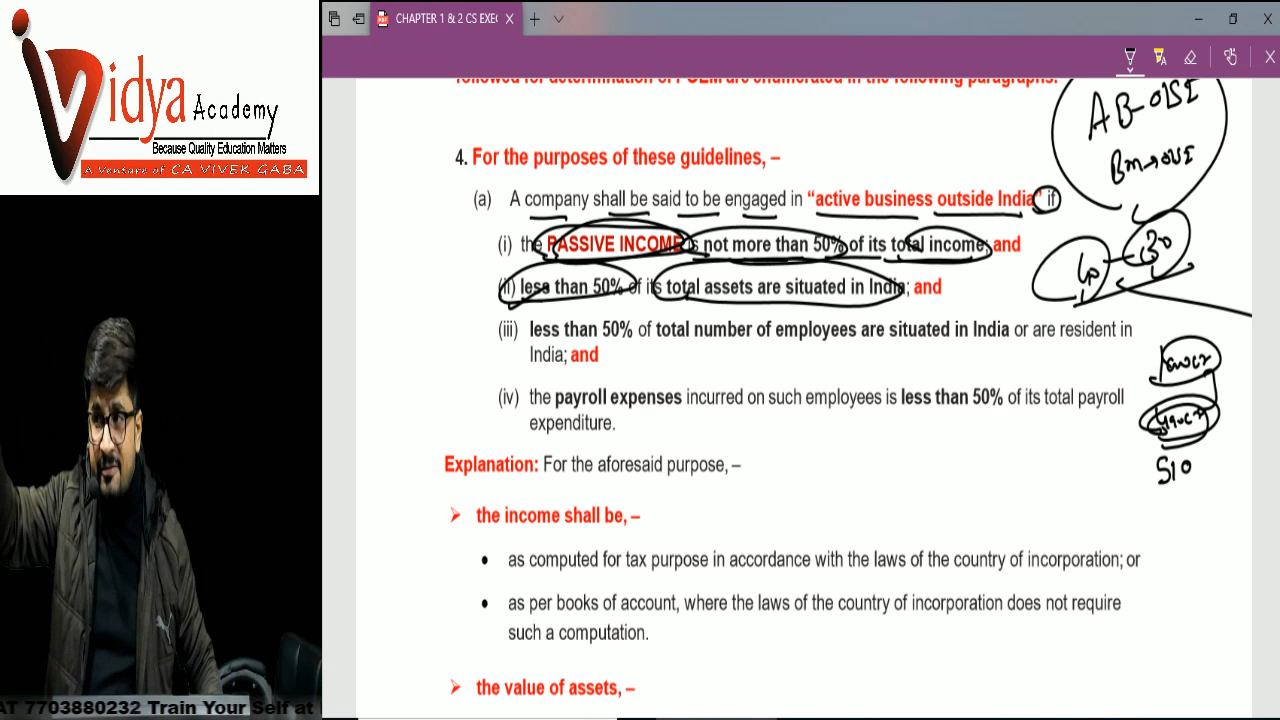 Vidya
Academy
Because Quality Education Matters
A Venture of CA VIVEK GABA
CHAPTER 1 & 2 CS EXEC
followed for determination of POEM are enumerated in the following paragraphs.
4. For the purposes of these guidelines, –
(a) A company shall be said to be engaged in “active business outside India” if
(i) the PASSIVE INCOME is not more than 50% of its total income; and
(ii) less than 50% of its total assets are situated in India; and
(iii) less than 50% of total number of employees are situated in India or are resident in
India; and
(iv) the payroll expenses incurred on such employees is less than 50% of its total payroll
expenditure.
Explanation: For the aforesaid purpose, –
➢ the income shall be, –
• as computed for tax purpose in accordance with the laws of the country of incorporation; or
• as per books of account, where the laws of the country of incorporation does not require
such a computation.
➢ the value of assets, –
AB-OISI
BM→OUI
30
AT 7703880232 Train Your Self at